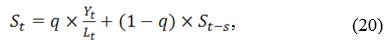 S_t = q × Y_t/L_t + (1 − q) × S_{t−s}, (20)